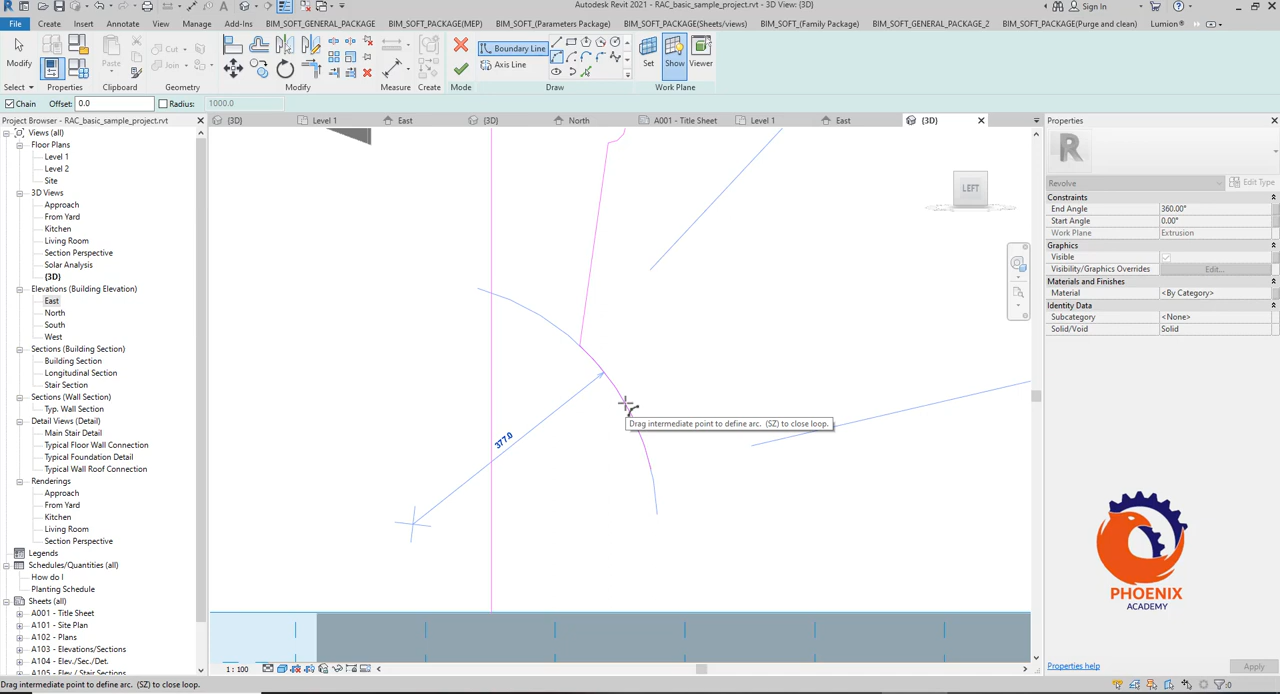 Autodesk Revit 2021 - RAC_basic_sample_project.rvt - 3D View: {3D}
Sign In
File
Create
Insert
Annotate
View
Manage
Add-Ins
BIM_SOFT_GENERAL_PACKAGE
BIM_SOFT_PACKAGE(MEP)
BIM_SOFT_(Parameters Package)
BIM_SOFT_PACKAGE(Sheets/views)
BIM_SOFT_(Family Package)
BIM_SOFT_GENERAL_PACKAGE_2
BIM_SOFT_PACKAGE(Purge and clean)
Lumion®
Modify
Paste
Cut
Join
Boundary Line
Axis Line
Set
Show
Viewer
Select
Properties
Clipboard
Modify
Measure
Create
Mode
Draw
Work Plane
Chain
Offset:
0.0
Radius:
1000.0
Project Browser - RAC_basic_sample_project.rvt
{3D}
Level 1
East
{3D}
North
A001 - Title Sheet
Level 1
East
{3D}
Views (all)
Floor Plans
Level 1
Level 2
Site
3D Views
Approach
From Yard
Kitchen
Living Room
Section Perspective
Solar Analysis
{3D}
Elevations (Building Elevation)
East
North
South
West
Sections (Building Section)
Building Section
Longitudinal Section
Stair Section
Sections (Wall Section)
Typ. Wall Section
Detail Views (Detail)
Main Stair Detail
Typical Floor Wall Connection
Typical Foundation Detail
Typical Wall Roof Connection
Renderings
Approach
From Yard
Kitchen
Living Room
Section Perspective
Legends
Schedules/Quantities (all)
How do I
Planting Schedule
Sheets (all)
A001 - Title Sheet
A101 - Site Plan
A102 - Plans
A103 - Elevations/Sections
A104 - Elev./Sec./Det.
A105 - Elev./ Stair Sections
LEFT
377.0
Drag intermediate point to define arc. (SZ) to close loop.
Properties
R
Revolve
Edit Type
Constraints
End Angle
360.00°
Start Angle
0.00°
Work Plane
Extrusion
Graphics
Visible
Visibility/Graphics Overrides
Edit...
Materials and Finishes
Material
<By Category>
Identity Data
Subcategory
<None>
Solid/Void
Solid
PHOENIX
ACADEMY
Properties help
Apply
1 : 100
Drag intermediate point to define arc. (SZ) to close loop.
:0